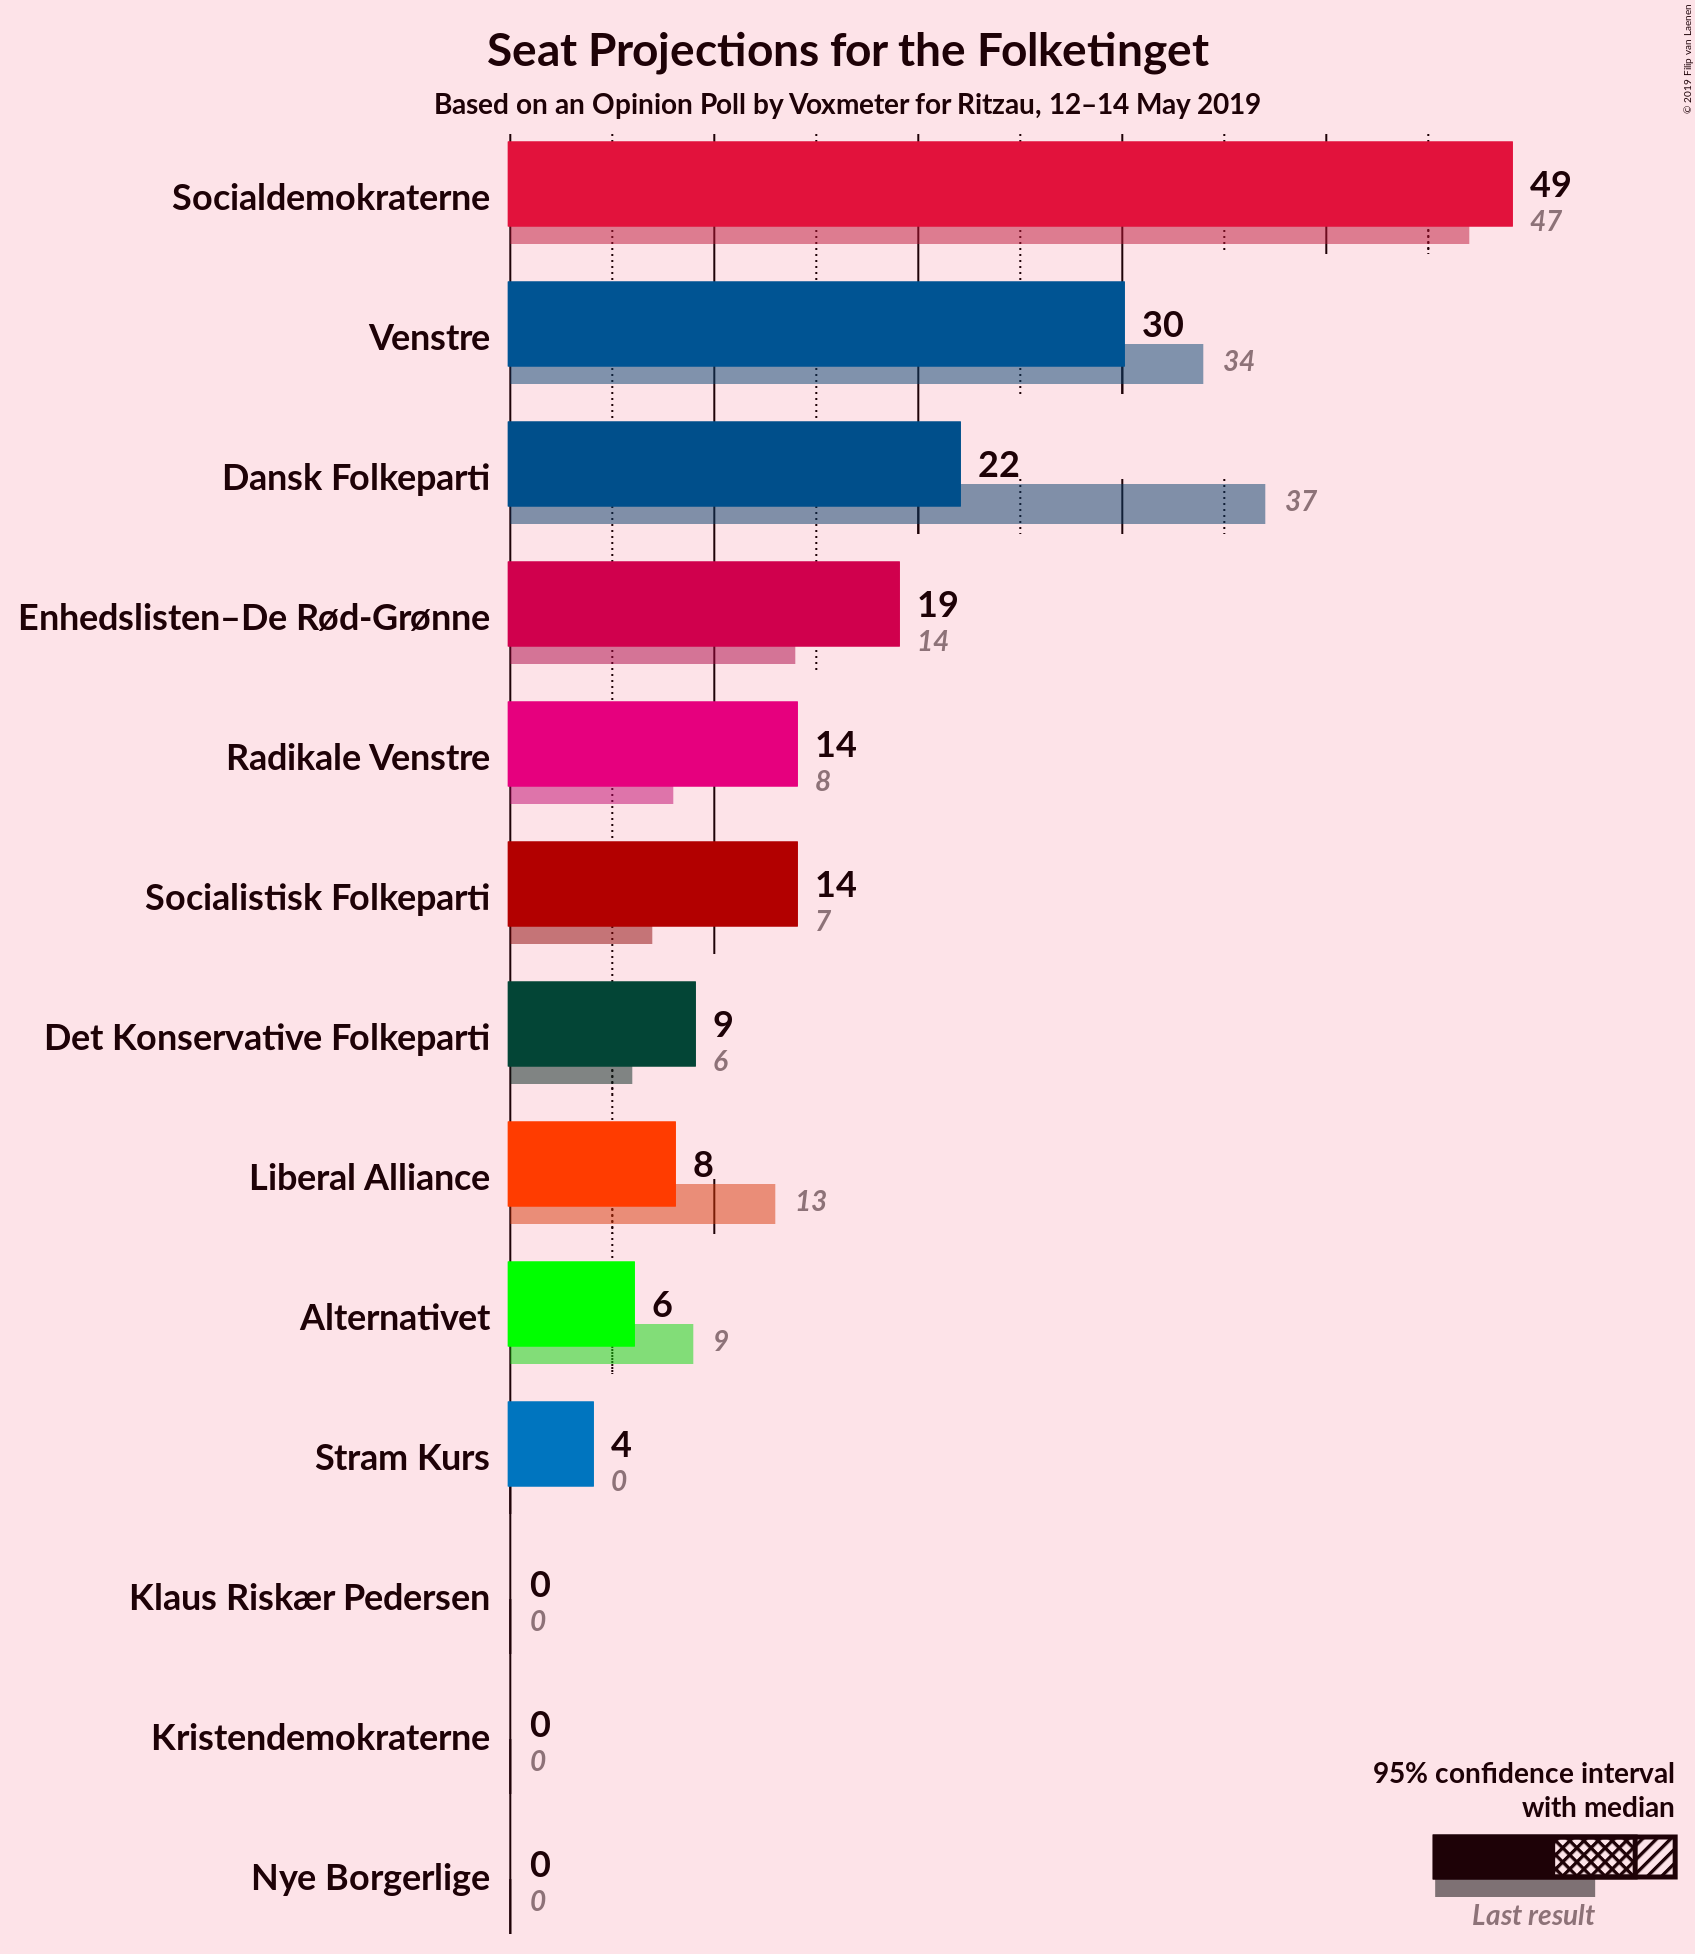 Seat Projections for the Folketinget
Based on an Opinion Poll by Voxmeter for Ritzau, 12–14 May 2019
© 2019 Filip van Laenen
Socialdemokraterne
49
47
Venstre
30
34
Dansk Folkeparti
22
37
Enhedslisten–De Rød-Grønne
19
14
Radikale Venstre
14
8
Socialistisk Folkeparti
14
7
Det Konservative Folkeparti
9
6
Liberal Alliance
8
13
Alternativet
6
9
Stram Kurs
4
0
Klaus Riskær Pedersen
0
0
Kristendemokraterne
0
0
Nye Borgerlige
0
0
95% confidence interval
with median
Last result